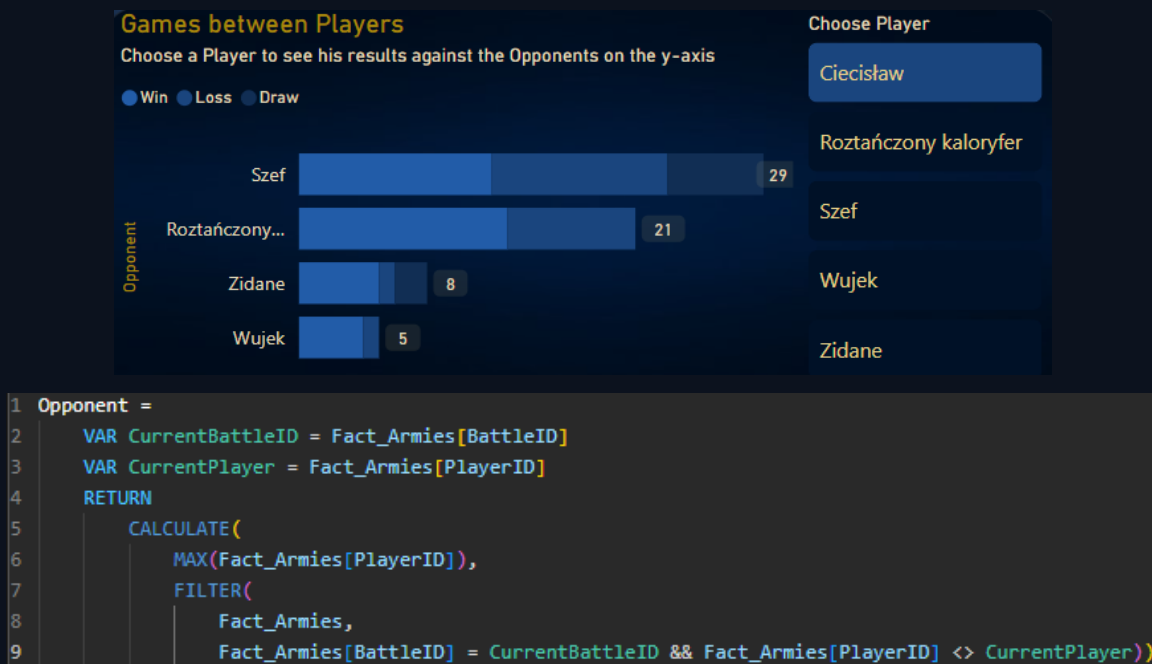 Games between Players
Choose a Player to see his results against the Opponents on the y-axis
Win Loss Draw
Opponent
Szef 29
Roztańczony... 21
Zidane 8
Wujek 5
Choose Player
Ciecisław
Roztańczony kaloryfer
Szef
Wujek
Zidane
1 Opponent =
2 VAR CurrentBattleID = Fact_Armies[BattleID]
3 VAR CurrentPlayer = Fact_Armies[PlayerID]
4 RETURN
5 CALCULATE(
6 MAX(Fact_Armies[PlayerID]),
7 FILTER(
8 Fact_Armies,
9 Fact_Armies[BattleID] = CurrentBattleID && Fact_Armies[PlayerID] <> CurrentPlayer))